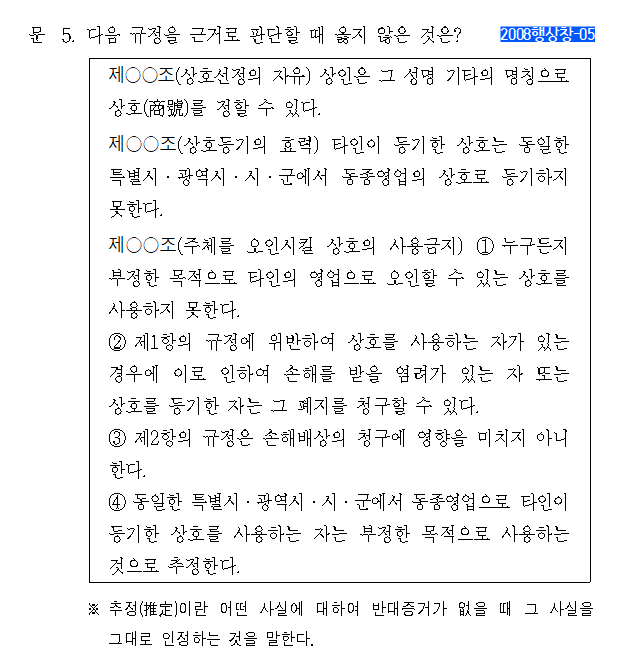 문 5. 다음 규정을 근거로 판단할 때 옳지 않은 것은? 2008행상창-05
제○○조(상호선정의 자유) 상인은 그 성명 기타의 명칭으로
상호(商號)를 정할 수 있다.
제○○조(상호등기의 효력) 타인이 등기한 상호는 동일한
특별시 · 광역시 · 시 · 군에서 동종영업의 상호로 등기하지
못한다.
제○○조(주체를 오인시킬 상호의 사용금지) ① 누구든지
부정한 목적으로 타인의 영업으로 오인할 수 있는 상호를
사용하지 못한다.
② 제1항의 규정에 위반하여 상호를 사용하는 자가 있는
경우에 이로 인하여 손해를 받을 염려가 있는 자 또는
상호를 등기한 자는 그 폐지를 청구할 수 있다.
③ 제2항의 규정은 손해배상의 청구에 영향을 미치지 아니
한다.
④ 동일한 특별시 · 광역시 · 시 · 군에서 동종영업으로 타인이
등기한 상호를 사용하는 자는 부정한 목적으로 사용하는
것으로 추정한다.
※ 추정(推定)이란 어떤 사실에 대하여 반대증거가 없을 때 그 사실을
그대로 인정하는 것을 말한다.